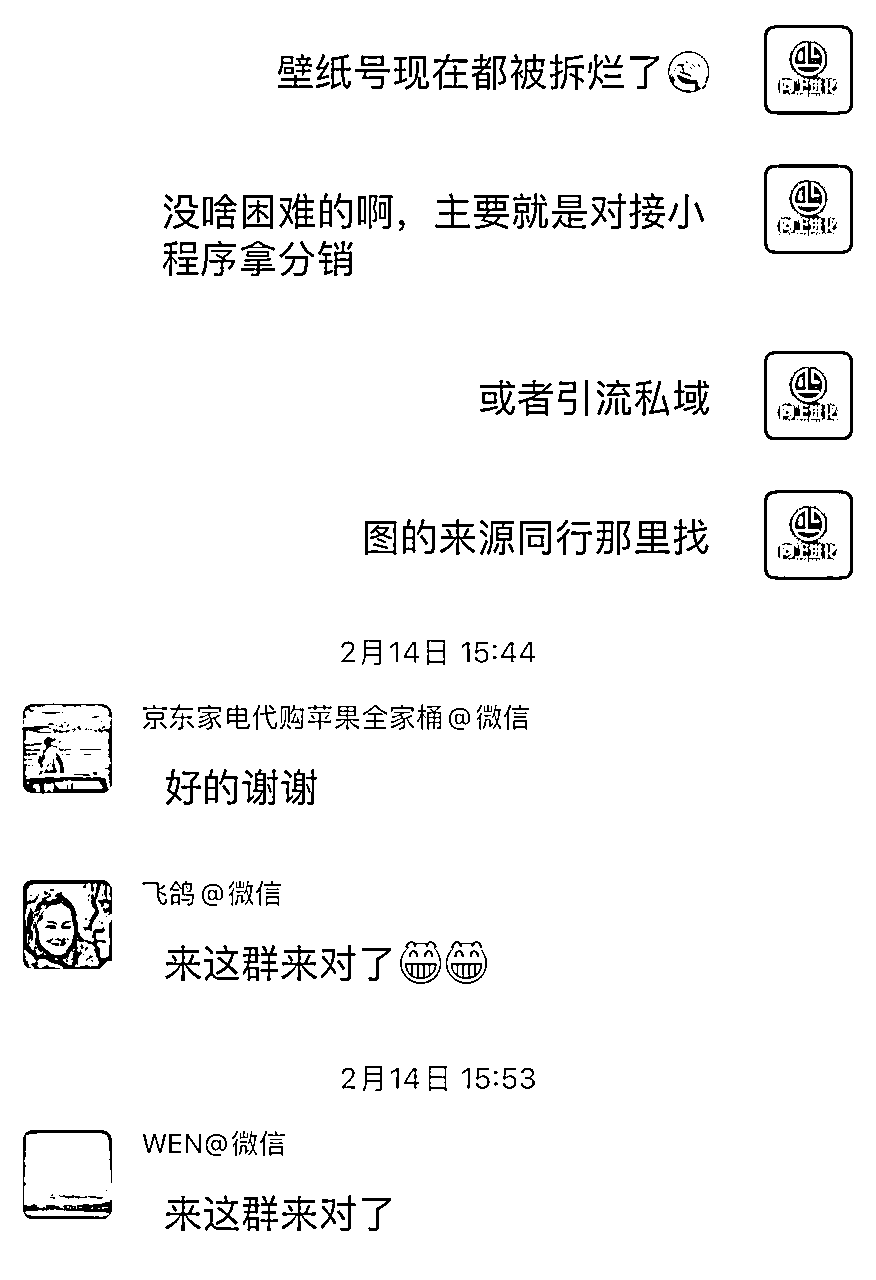 壁纸号现在都被拆烂了
没啥困难的啊，主要就是对接小
程序拿分销
或者引流私域
图的来源同行那里找
2月14日 15:44
京东家电代购苹果全家桶@微信
好的谢谢
飞鸽@微信
来这群来对了😁😁
2月14日 15:53
WEN@微信
来这群来对了